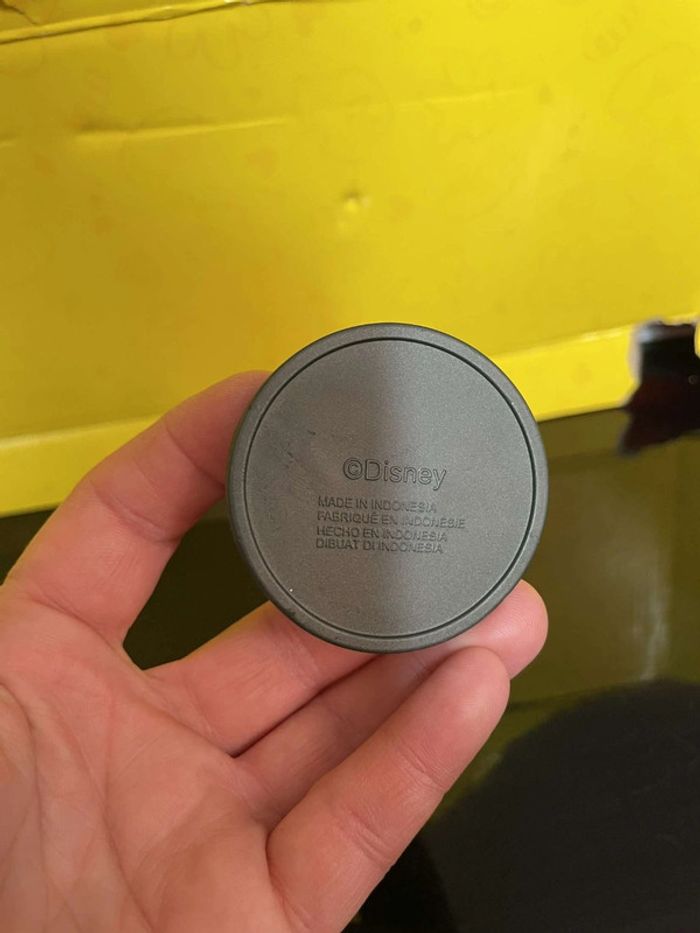 ©Disney
MADE IN INDONESIA
FABRIQUÉ EN INDONÉSIE
HECHO EN INDONESIA
DIBUAT DI INDONESIA